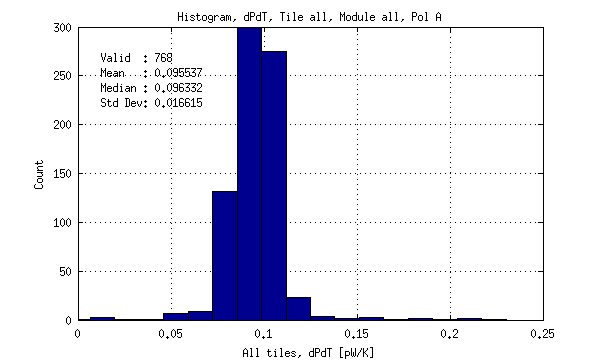 Histogram, dPdT, Tile all, Module all, Pol A
300
250
200
150
100
50
0
Valid : 768
Mean : 0.095537
Median : 0.096332
Std Dev: 0.016615
Count
0 0.05 0.1 0.15 0.2 0.25
All tiles, dPdT [pW/K]